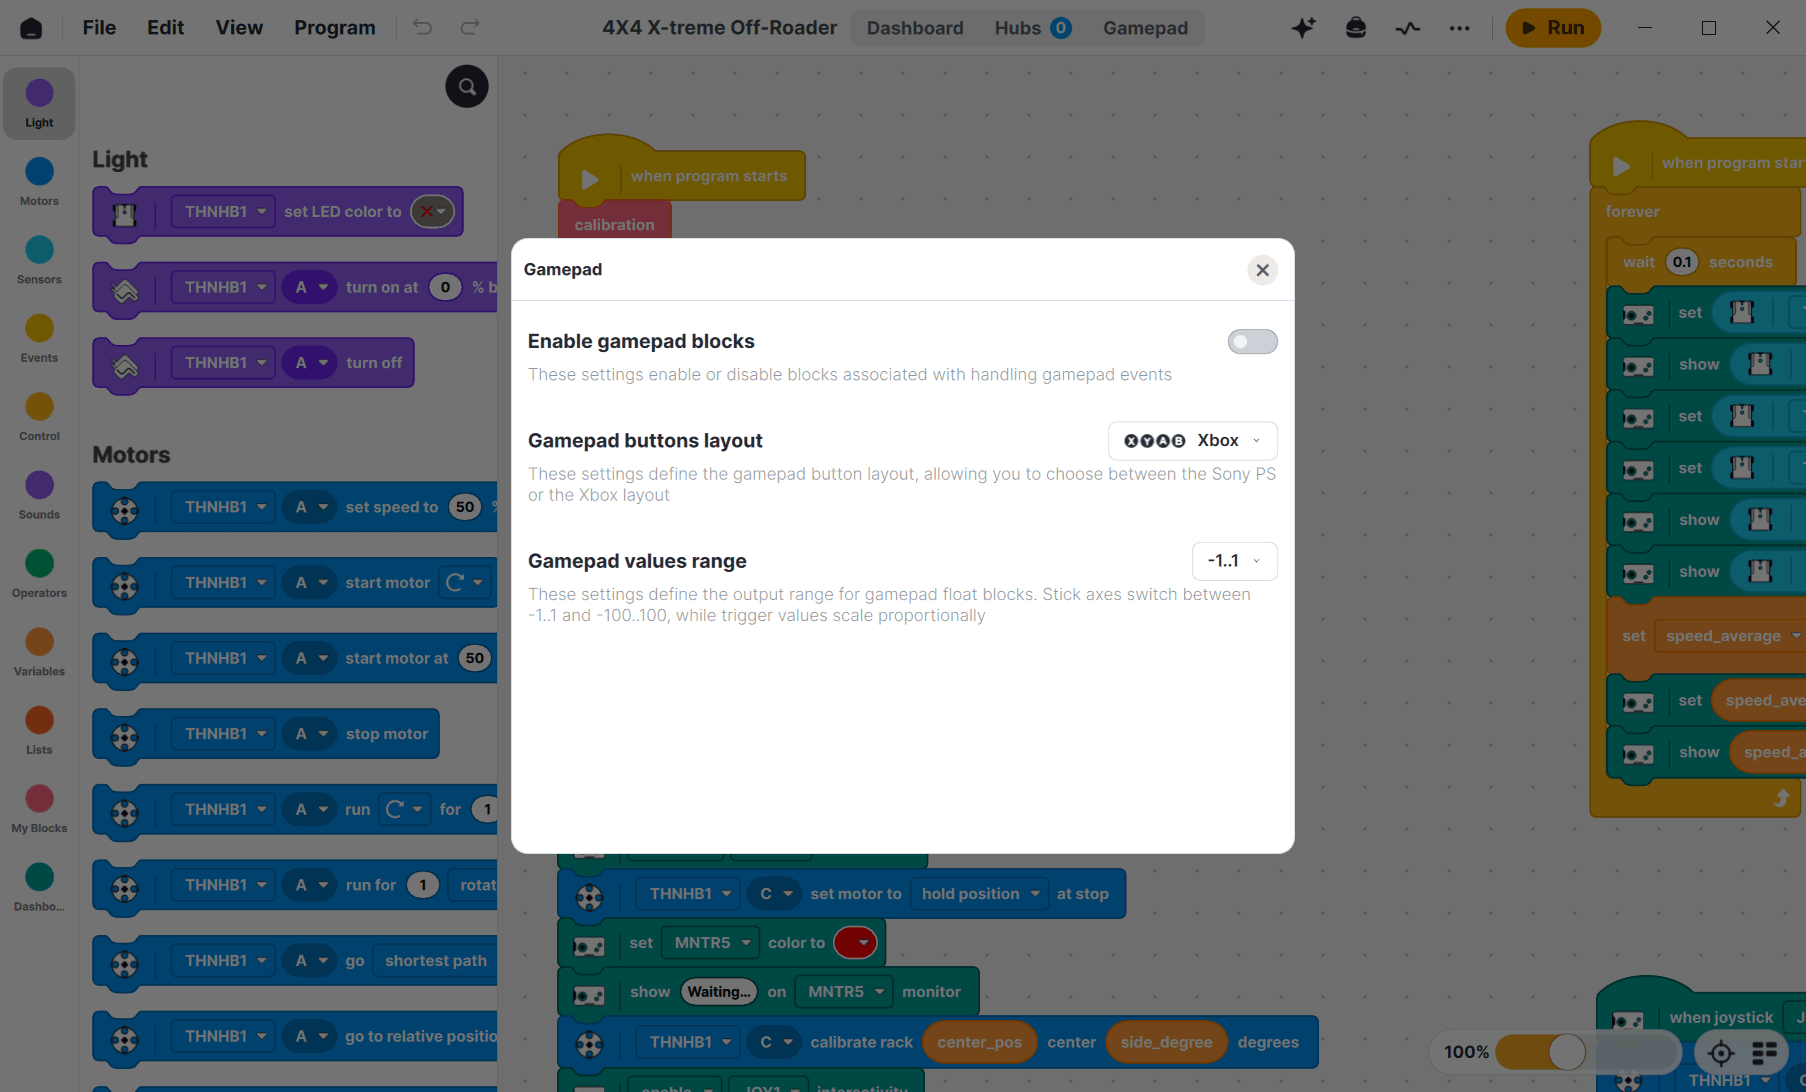 File Edit View Program 4X4 X-treme Off-Roader Dashboard Hubs 0 Gamepad Run
Light
Motors
Sensors
Events
Control
Sounds
Operators
Variables
Lists
My Blocks
Dashbo...
Light
THNHB1 set LED color to
THNHB1 A turn on at 0 % b
THNHB1 A turn off
Motors
THNHB1 A set speed to 50 %
THNHB1 A start motor
THNHB1 A start motor at 50
THNHB1 A stop motor
THNHB1 A run for 1
THNHB1 A run for 1 rotat
THNHB1 A go shortest path
THNHB1 A go to relative positio
when program starts
calibration
Gamepad
Enable gamepad blocks
These settings enable or disable blocks associated with handling gamepad events
Gamepad buttons layout
XYAB Xbox
These settings define the gamepad button layout, allowing you to choose between the Sony PS
or the Xbox layout
Gamepad values range
-1..1
These settings define the output range for gamepad float blocks. Stick axes switch between
-1..1 and -100..100, while trigger values scale proportionally
THNHB1 C set motor to hold position at stop
set MNTR5 color to
show Waiting... on MNTR5 monitor
THNHB1 C calibrate rack center_pos center side_degree degrees
enable JOY1 interactivity
when program star
forever
wait 0.1 seconds
set
show
set
set
show
show
set speed_average
set speed_ave
show speed_a
when joystick J
100%
THNHB1